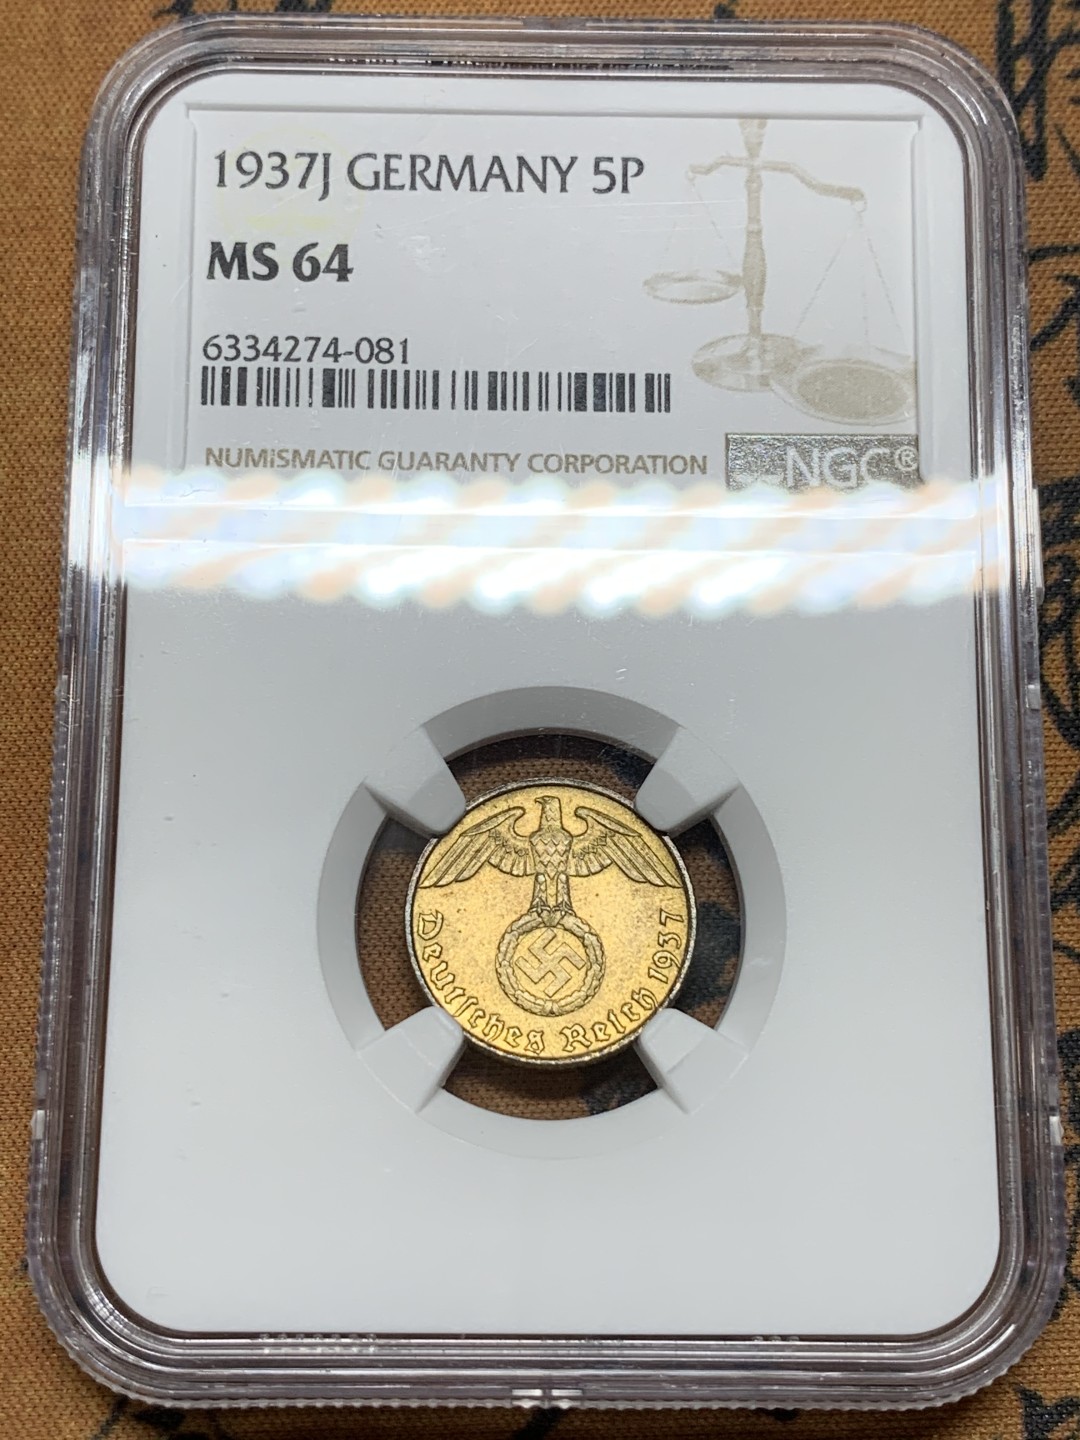 1937J GERMANY 5P
MS 64
6334274-081
NUMISMATIC GUARANTY CORPORATION
NGC®
Deutsches Reich 1937